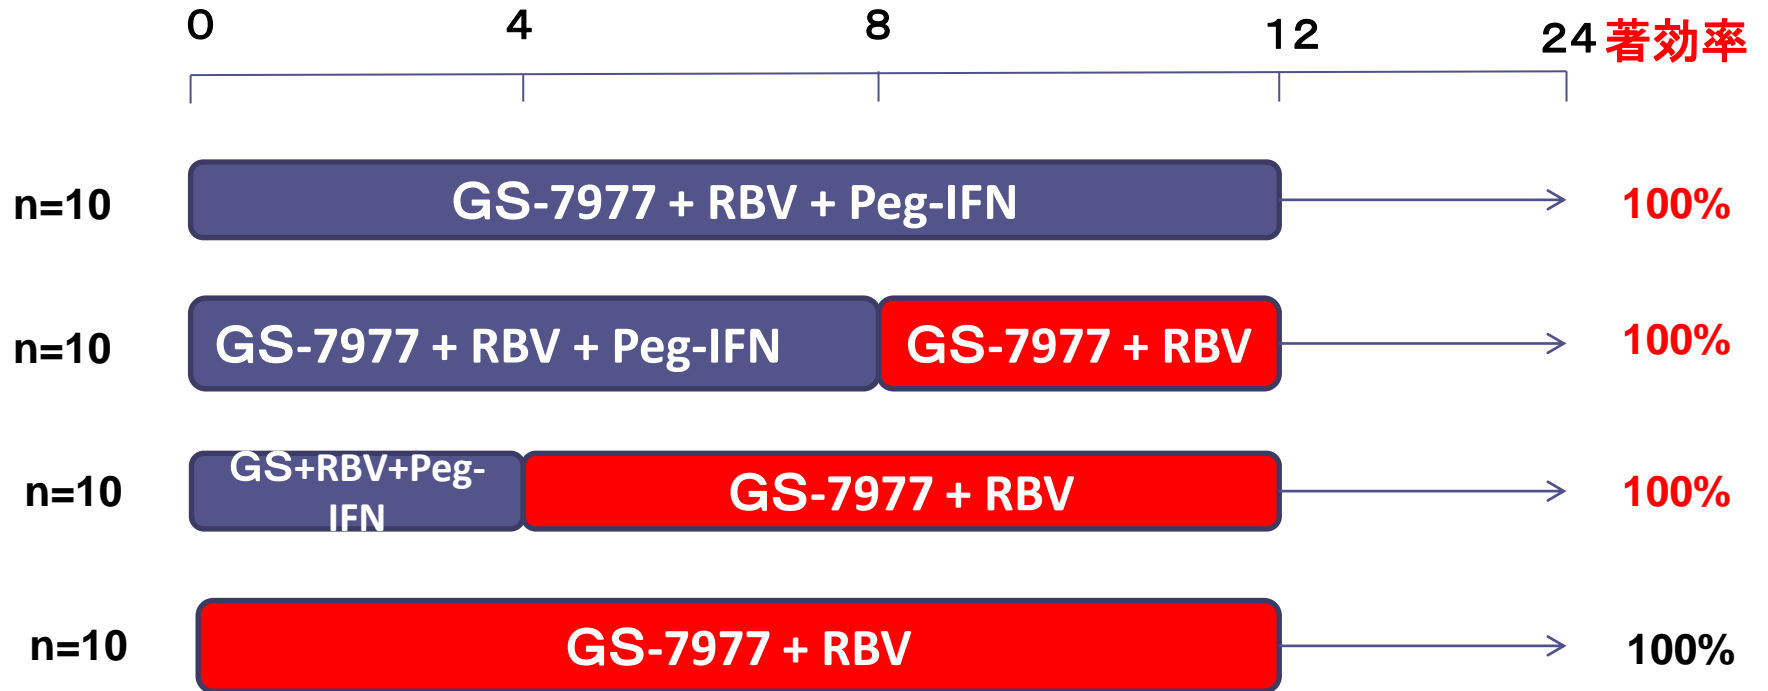 0 4 8 12 24 著効率
n=10 GS-7977 + RBV + Peg-IFN 100%
n=10 GS-7977 + RBV + Peg-IFN GS-7977 + RBV 100%
n=10 GS+RBV+Peg-
IFN GS-7977 + RBV 100%
n=10 GS-7977 + RBV 100%